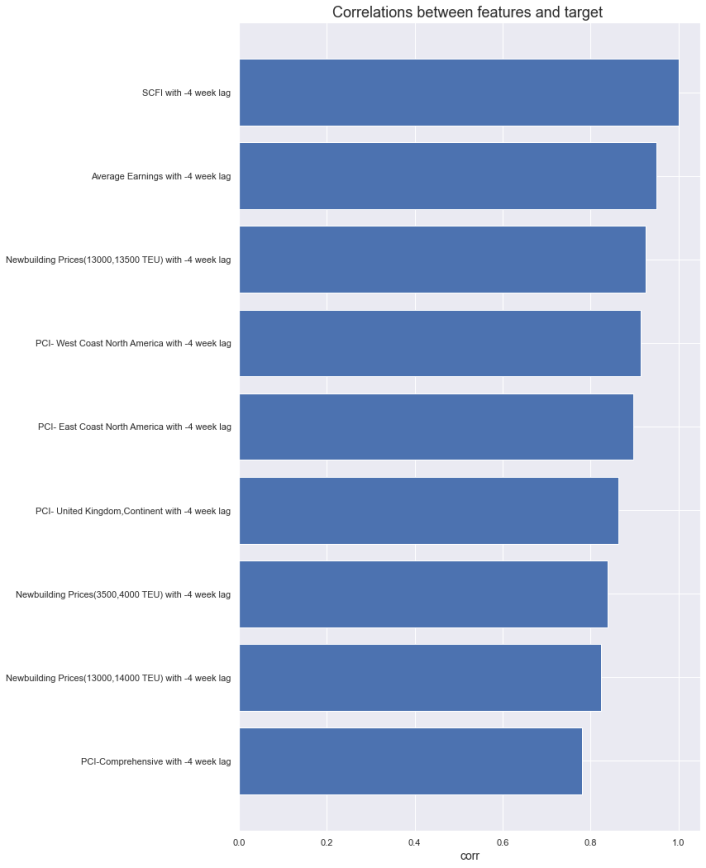 Correlations between features and target
SCFI with -4 week lag
Average Earnings with -4 week lag
Newbuilding Prices(13000,13500 TEU) with -4 week lag
PCI- West Coast North America with -4 week lag
PCI- East Coast North America with -4 week lag
PCI- United Kingdom,Continent with -4 week lag
Newbuilding Prices(3500,4000 TEU) with -4 week lag
Newbuilding Prices(13000,14000 TEU) with -4 week lag
PCI-Comprehensive with -4 week lag
0.0 0.2 0.4 0.6 0.8 1.0
corr